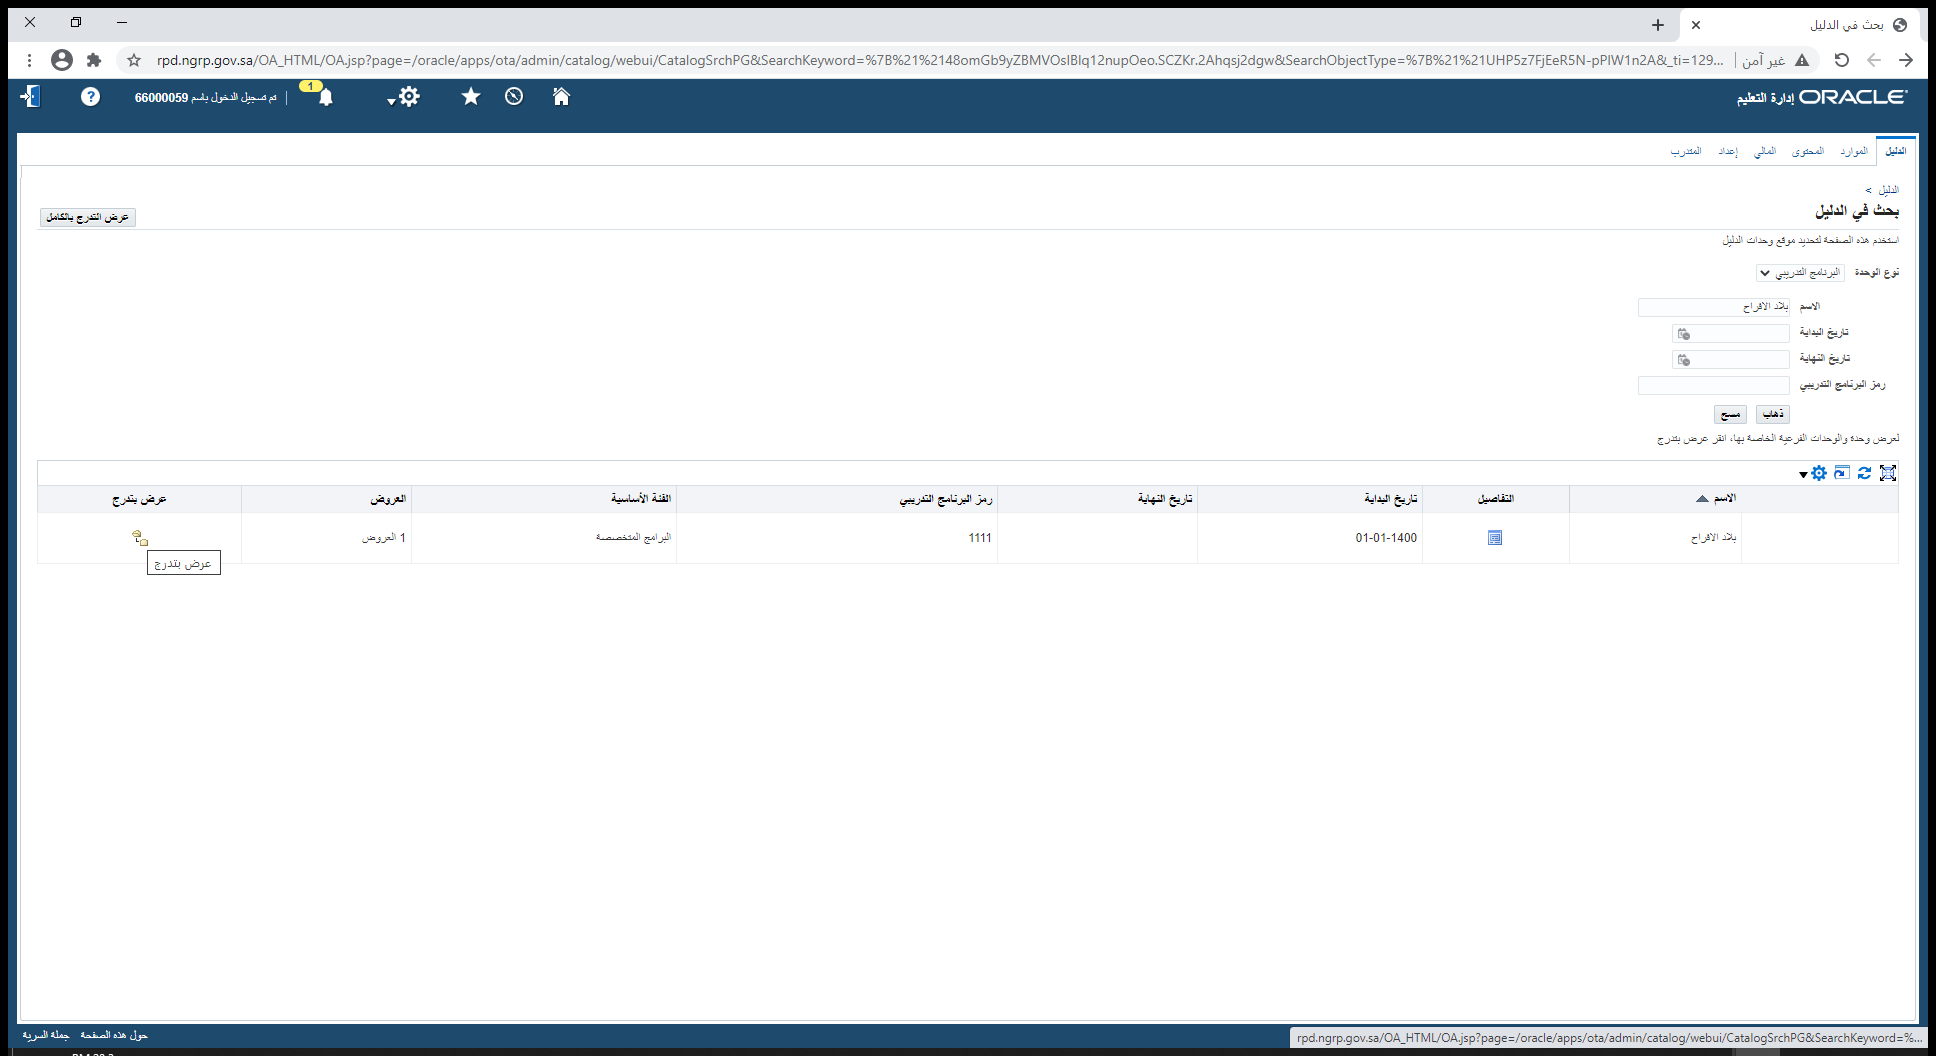 بحث في الدليل
rpd.ngrp.gov.sa/OA_HTML/OA.jsp?page=/oracle/apps/ota/admin/catalog/webui/CatalogSrchPG&SearchKeyword=%7B%21%2148omGb9yZBMVOsIBlq12nupOeo.SCZKr.2Ahqsj2dgw&SearchObjectType=%7B%21%21UHP5z7FjEeR5N-pPlW1n2A&_ti=129...
غير آمن
ORACLE إدارة التعليم
1
تم تسجيل الدخول باسم 66000059
الدليل الموارد المحتوى المالي إعداد المتدرب
الدليل >
بحث في الدليل
عرض التدرج بالكامل
استخدم هذه الصفحة لتحديد موقع وحدات الدليل
نوع الوحدة البرنامج التدريبي
الاسم بلاد الافراح
تاريخ البداية
تاريخ النهاية
رمز البرنامج التدريبي
ذهاب مسح
لعرض وحدة والوحدات الفرعية الخاصة بها، انقر عرض بتدرج
الاسم التفاصيل تاريخ البداية تاريخ النهاية رمز البرنامج التدريبي الفئة الأساسية العروض عرض بتدرج
بلاد الافراح 01-01-1400 1111 البرامج المتخصصة 1 العروض
عرض بتدرج
حول هذه الصفحة جملة السرية
rpd.ngrp.gov.sa/OA_HTML/OA.jsp?page=/oracle/apps/ota/admin/catalog/webui/CatalogSrchPG&SearchKeyword=%...